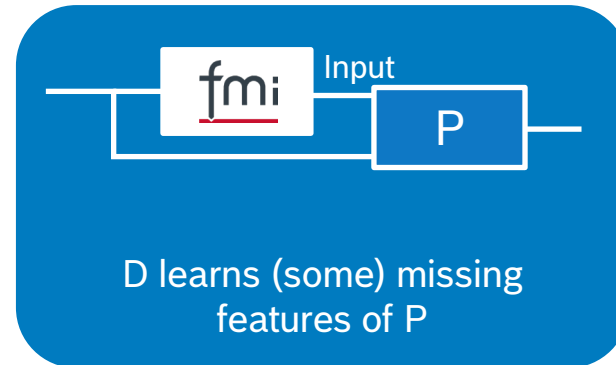 fmi
Input
P
D learns (some) missing
features of P